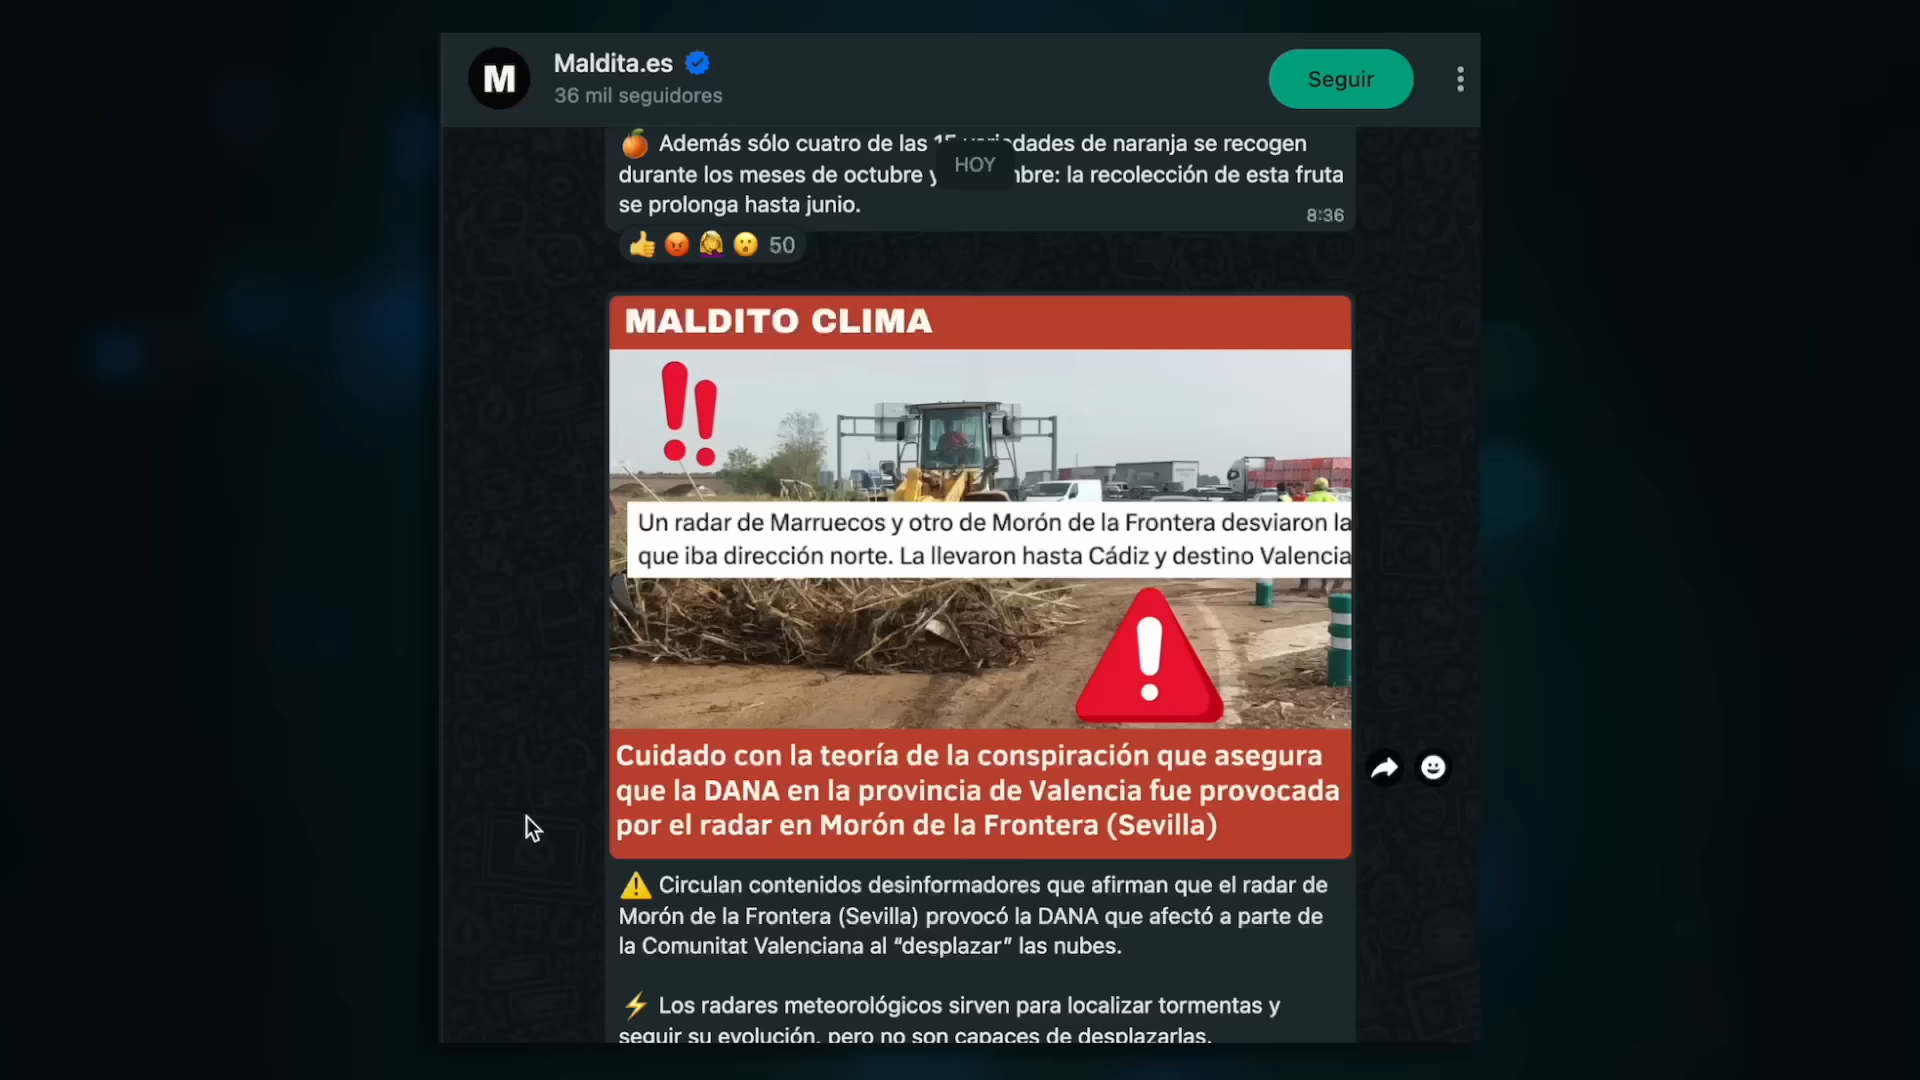 M
Maldita.es
36 mil seguidores
Seguir
Además sólo cuatro de las 15 variedades de naranja se recogen
durante los meses de octubre y HOY mbre: la recolección de esta fruta
se prolonga hasta junio.
8:36
50
MALDITO CLIMA
Un radar de Marruecos y otro de Morón de la Frontera desviaron la
que iba dirección norte. La llevaron hasta Cádiz y destino Valencia
Cuidado con la teoría de la conspiración que asegura
que la DANA en la provincia de Valencia fue provocada
por el radar en Morón de la Frontera (Sevilla)
Circulan contenidos desinformadores que afirman que el radar de
Morón de la Frontera (Sevilla) provocó la DANA que afectó a parte de
la Comunitat Valenciana al “desplazar” las nubes.
Los radares meteorológicos sirven para localizar tormentas y
seguir su evolución, pero no son capaces de desplazarlas.